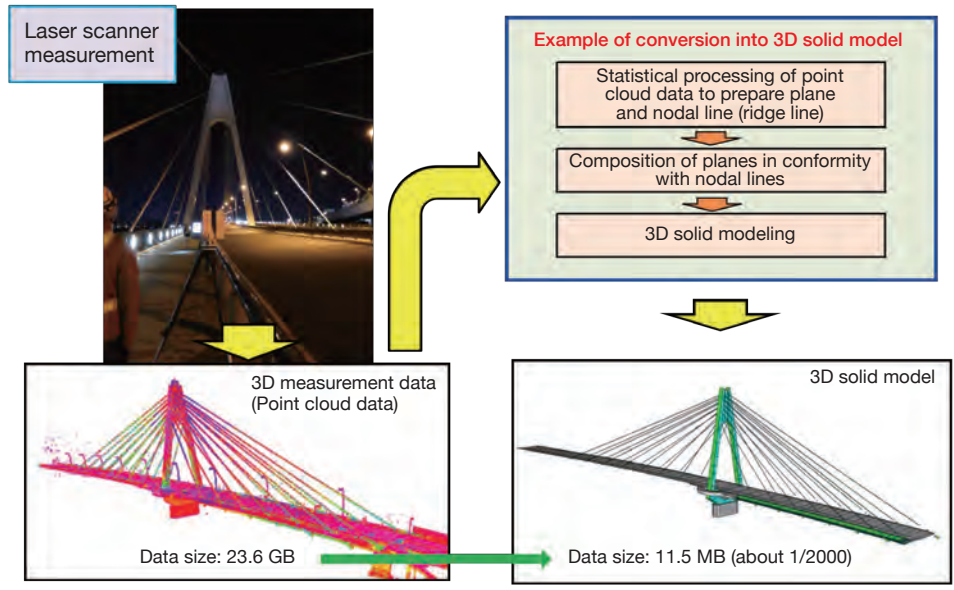 Laser scanner
measurement
Example of conversion into 3D solid model
Statistical processing of point
cloud data to prepare plane
and nodal line (ridge line)
Composition of planes in conformity
with nodal lines
3D solid modeling
3D measurement data
(Point cloud data)
Data size: 23.6 GB
3D solid model
Data size: 11.5 MB (about 1/2000)